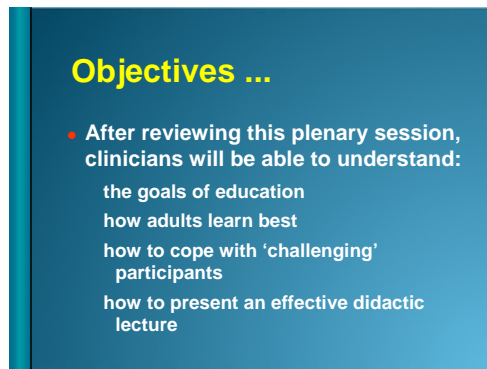 Objectives ...
After reviewing this plenary session,
clinicians will be able to understand:
the goals of education
how adults learn best
how to cope with ‘challenging’
participants
how to present an effective didactic
lecture